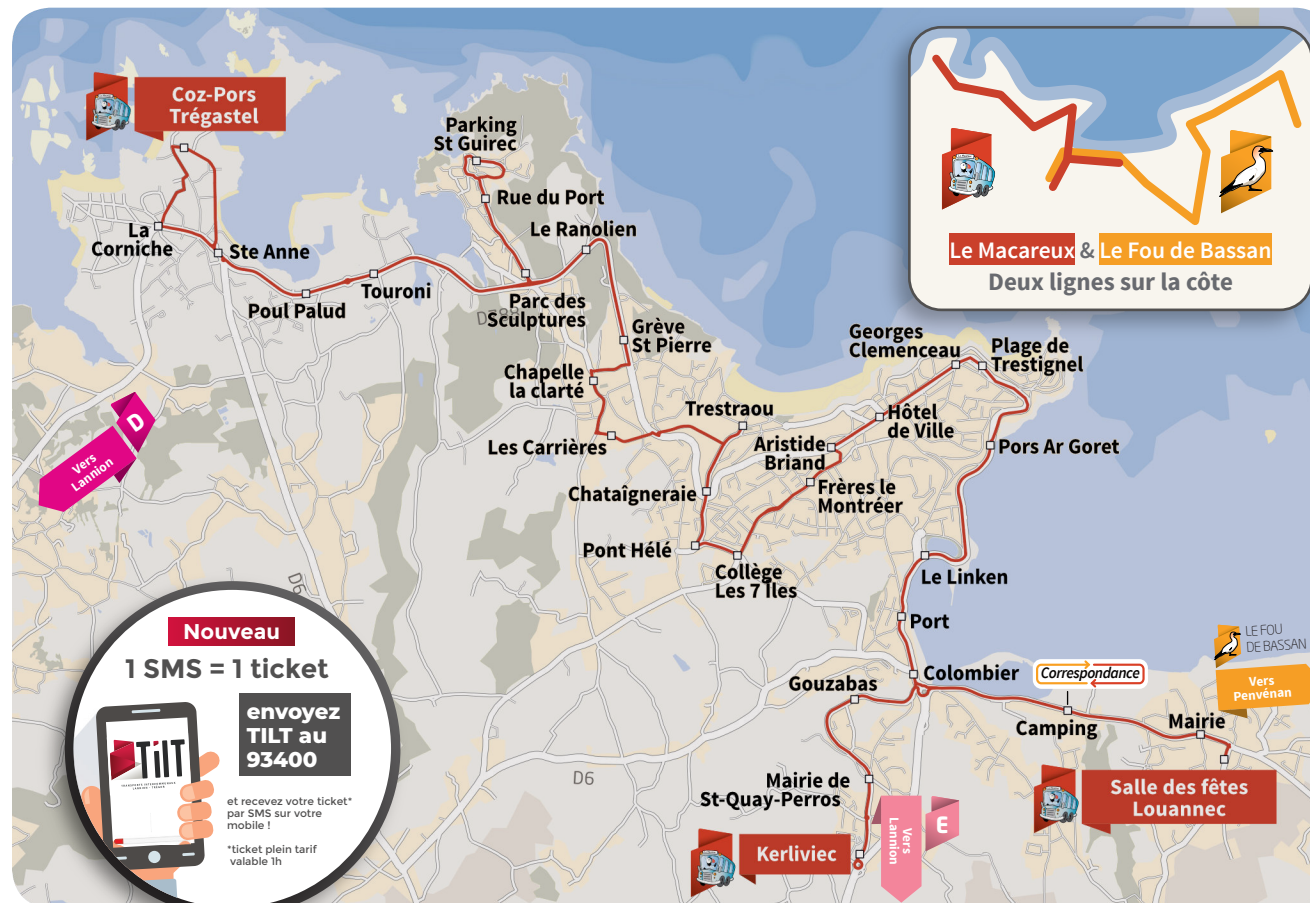 Coz-Pors
Trégastel
La
Corniche
Ste Anne
Poul Palud
Touroni
Parking
St Guirec
Rue du Port
Le Ranolien
Parc des
Sculptures
Grève
St Pierre
Chapelle
la clarté
Les Carrières
Trestraou
Chataîgneraie
Pont Hélé
Collège
Les 7 Iles
Frères le
Montréer
Aristide
Briand
Hôtel
de Ville
Georges
Clemenceau
Plage de
Trestignel
Pors Ar Goret
Le Linken
Port
Colombier
Gouzabas
Mairie de
St-Quay-Perros
Kerliviec
Correspondance
Camping
Mairie
Salle des fêtes
Louannec
LE FOU
DE BASSAN
Vers
Penvénan
E
Vers
Lannion
D
Vers
Lannion
D6
Le Macareux & Le Fou de Bassan
Deux lignes sur la côte
Nouveau
1 SMS = 1 ticket
envoyez
TILT au
93400
et recevez votre ticket*
par SMS sur votre
mobile !
*ticket plein tarif
valable 1h
TILT